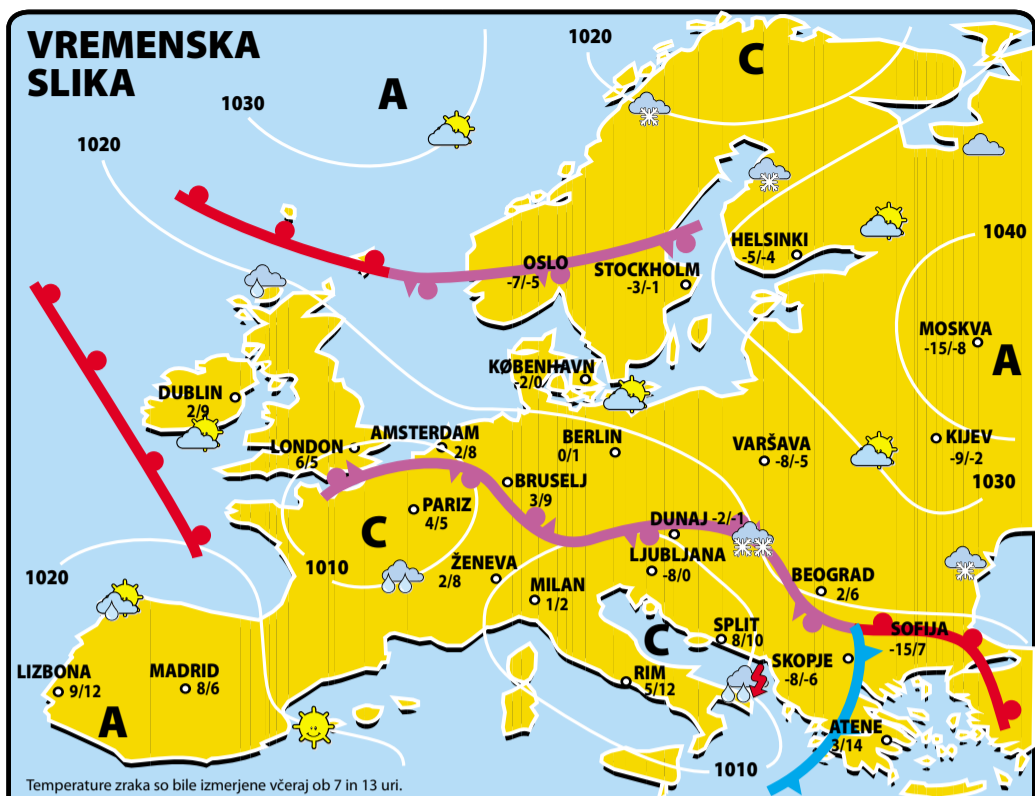 VREMENSKA
SLIKA
1020
C
A
1030
1020
1040
HELSINKI
-5/-4
OSLO
-7/-5
STOCKHOLM
-3/-1
MOSKVA
-15/-8
A
KØBENHAVN
-2/0
DUBLIN
2/9
LONDON
6/5
AMSTERDAM
2/8
BERLIN
0/1
VARŠAVA
-8/-5
KIJEV
-9/-2
1030
BRUSELJ
3/9
PARIZ
4/5
C
DUNAJ -2/-1
LJUBLJANA
-8/0
1010
ŽENEVA
2/8
1020
MILAN
1/2
BEOGRAD
2/6
SPLIT
8/10
C
SOFIJA
-15/7
SKOPJE
-8/-6
LIZBONA
9/12
MADRID
8/6
RIM
5/12
A
ATENE
3/14
1010
Temperature zraka so bile izmerjene včeraj ob 7 in 13 uri.